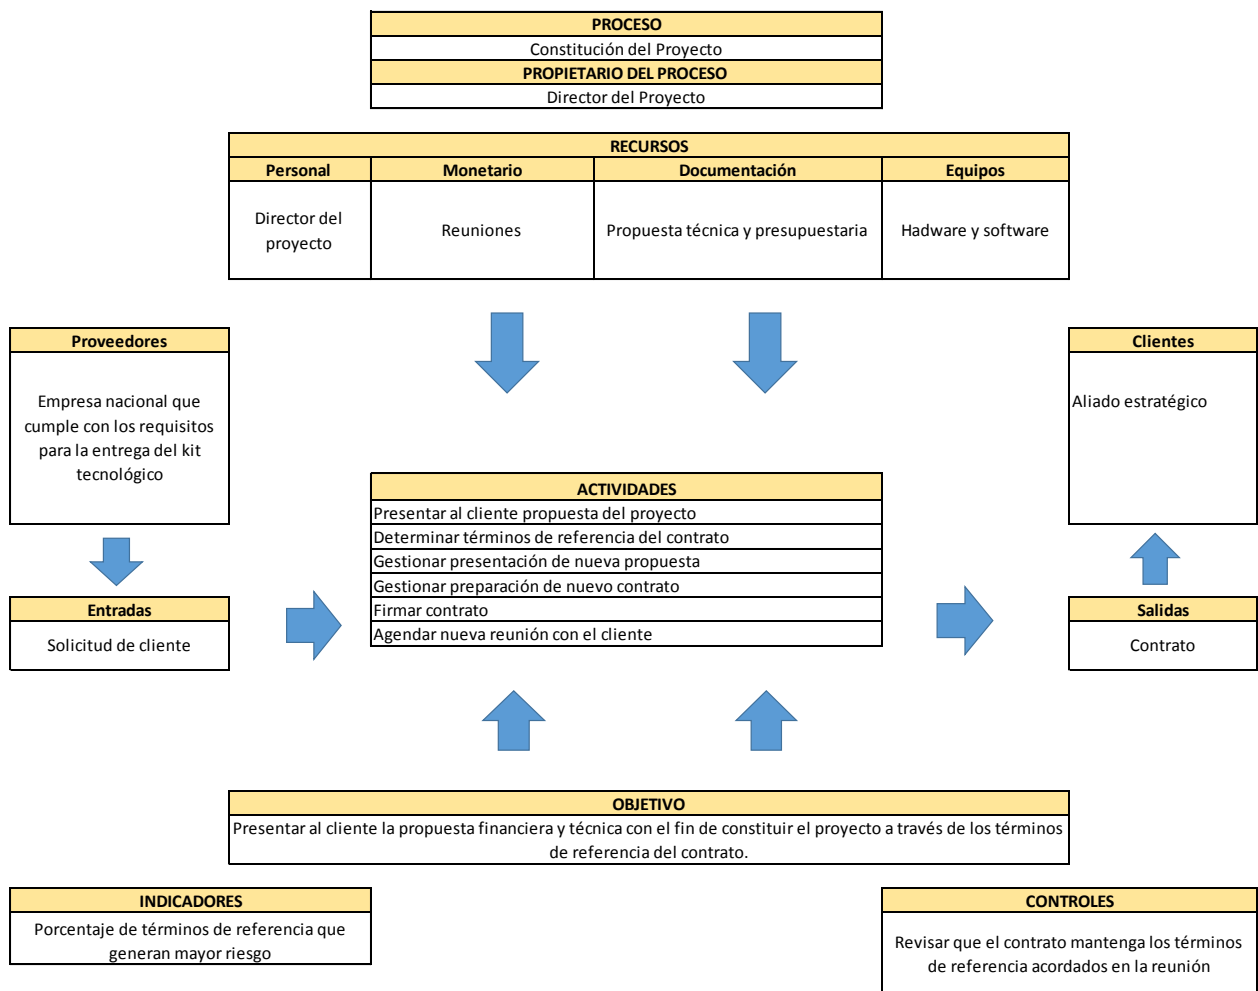 PROCESO
Constitución del Proyecto
PROPIETARIO DEL PROCESO
Director del Proyecto
RECURSOS
Personal
Monetario
Documentación
Equipos
Director del
proyecto
Reuniones
Propuesta técnica y presupuestaria
Hadware y software
Proveedores
Empresa nacional que
cumple con los requisitos
para la entrega del kit
tecnológico
Clientes
Aliado estratégico
ACTIVIDADES
Presentar al cliente propuesta del proyecto
Determinar términos de referencia del contrato
Gestionar presentación de nueva propuesta
Gestionar preparación de nuevo contrato
Firmar contrato
Agendar nueva reunión con el cliente
Entradas
Solicitud de cliente
Salidas
Contrato
OBJETIVO
Presentar al cliente la propuesta financiera y técnica con el fin de constituir el proyecto a través de los términos
de referencia del contrato.
INDICADORES
Porcentaje de términos de referencia que
generan mayor riesgo
CONTROLES
Revisar que el contrato mantenga los términos
de referencia acordados en la reunión